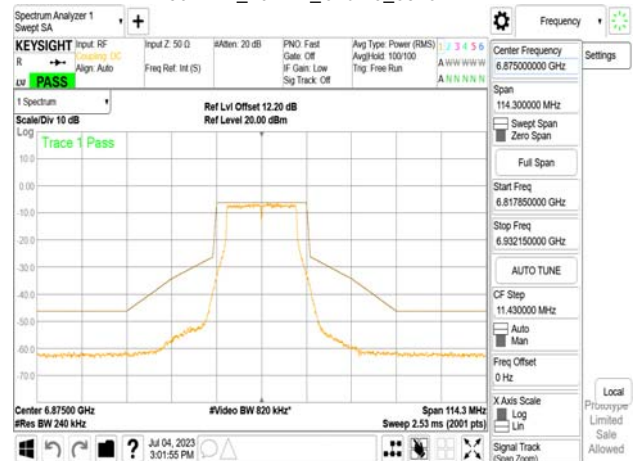 Spectrum Analyzer 1
Swept SA
Frequency
KEYSIGHT
Input: RF
Coupling: DC
Align: Auto
Input Z: 50 Ω
Freq Ref: Int (S)
#Atten: 20 dB
PNO: Fast
Gate: Off
IF Gain: Low
Sig Track: Off
Avg Type: Power (RMS)
Avg|Hold: 100/100
Trig: Free Run
1 2 3 4 5 6
A W W W W W
A N N N N N
R
LVI
PASS
Center Frequency
6.875000000 GHz
Settings
1 Spectrum
Scale/Div 10 dB
Ref Lvl Offset 12.20 dB
Ref Level 20.00 dBm
Span
114.300000 MHz
Swept Span
Zero Span
Log
Trace 1 Pass
10.0
0.00
-10.0
-20.0
-30.0
-40.0
-50.0
-60.0
-70.0
Full Span
Start Freq
6.817850000 GHz
Stop Freq
6.932150000 GHz
AUTO TUNE
CF Step
11.430000 MHz
Auto
Man
Freq Offset
0 Hz
X Axis Scale
Log
Lin
Signal Track
(Span Zoom)
Local
Prototype
Limited
Sale
Allowed
Center 6.87500 GHz
#Res BW 240 kHz
#Video BW 820 kHz*
Span 114.3 MHz
Sweep 2.53 ms (2001 pts)
Jul 04, 2023
3:01:55 PM